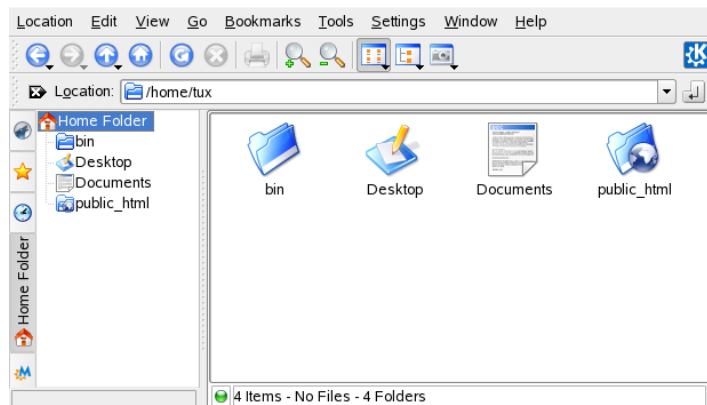 Location Edit View Go Bookmarks Tools Settings Window Help
Location: /home/tux
Home Folder
bin
Desktop
Documents
public_html
Home Folder
bin Desktop Documents public_html
4 Items - No Files - 4 Folders